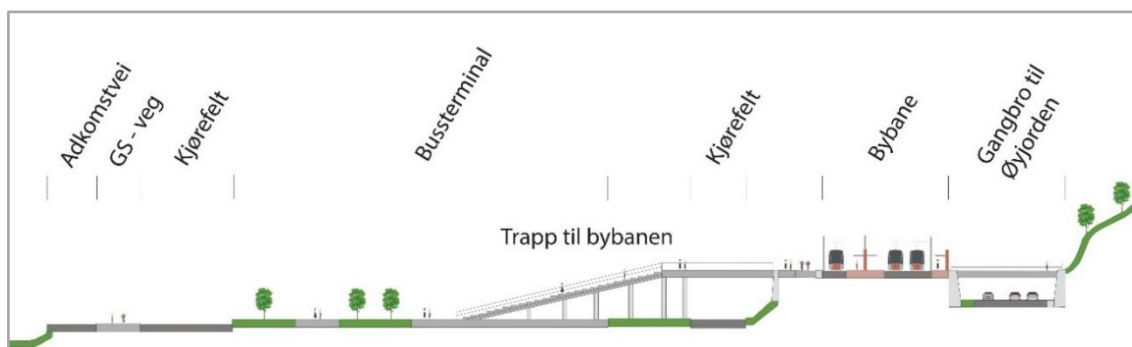 Adkomstvei
GS - veg
Kjørefelt
Bussterminal
Kjørefelt
Bybane
Gangbro til
Øyjorden
Trapp til bybanen